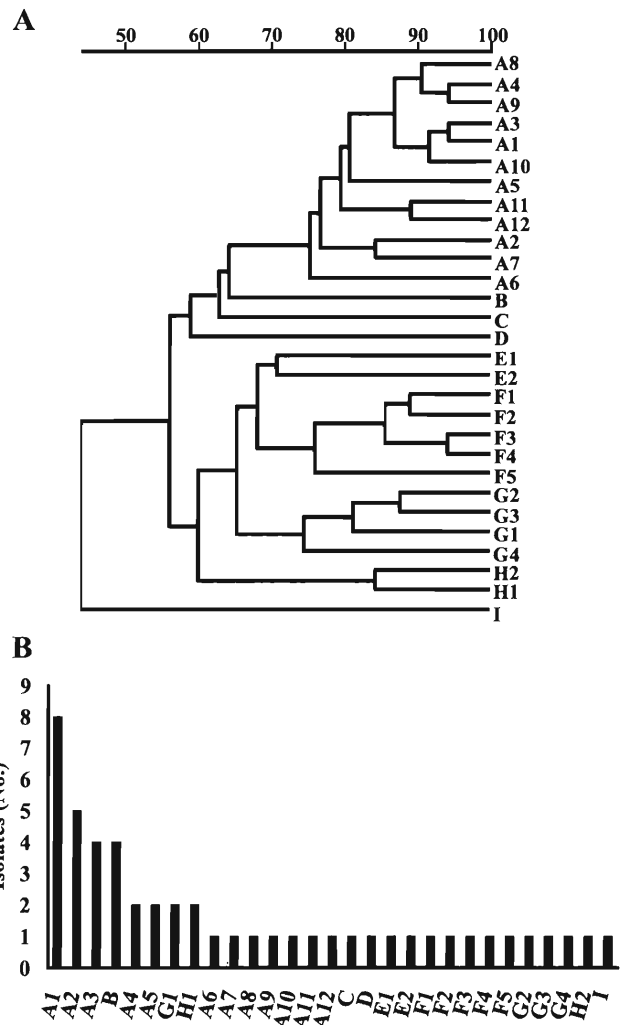 A
50 60 70 80 90 100
A8
A4
A9
A3
A1
A10
A5
A11
A12
A2
A7
A6
B
C
D
E1
E2
F1
F2
F3
F4
F5
G2
G3
G1
G4
H2
H1
I
B
9
8
7
6
5
4
3
2
1
0
Isolates (No.)
A1 A2 A3 B A4 A5 G1 H1 A6 A7 A8 A9 A10 A11 A12 C D E1 E2 F1 F2 F3 F4 F5 G2 G3 G4 H2 I